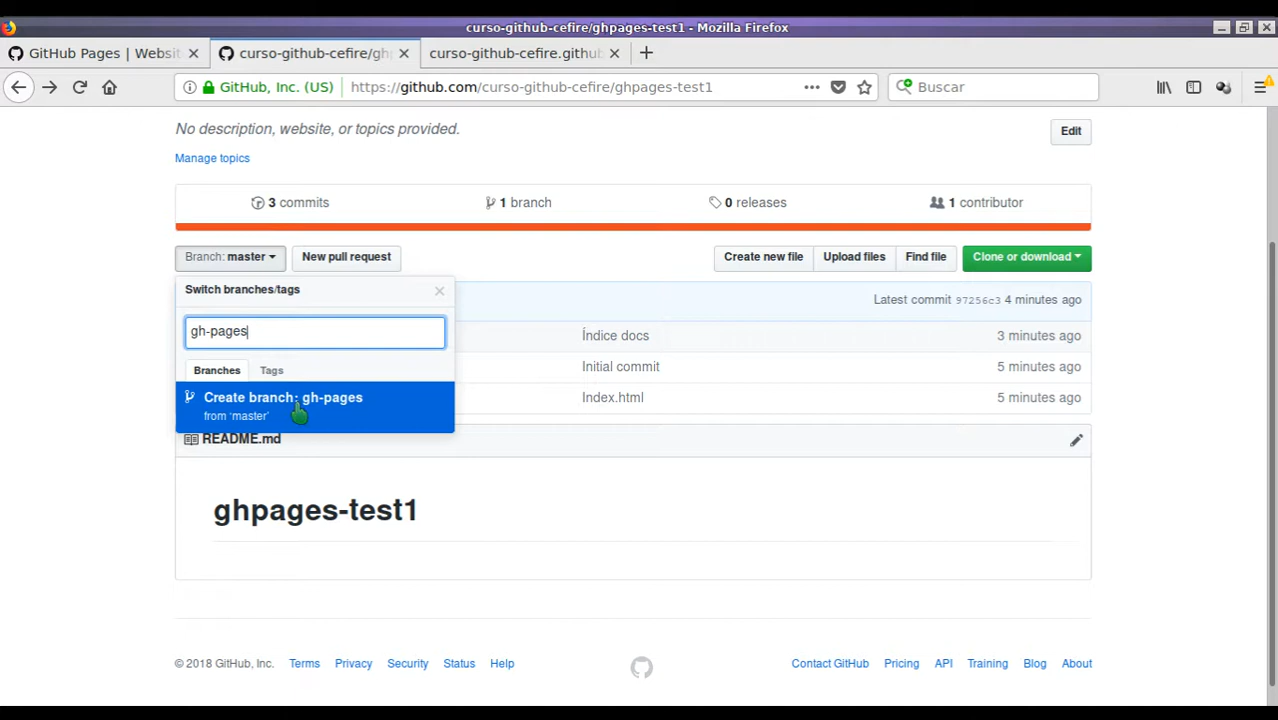 curso-github-cefire/ghpages-test1 - Mozilla Firefox
GitHub Pages | Websit
curso-github-cefire/ghp
curso-github-cefire.github
GitHub, Inc. (US)
https://github.com/curso-github-cefire/ghpages-test1
Buscar
No description, website, or topics provided.
Edit
Manage topics
3 commits
1 branch
0 releases
1 contributor
Branch: master
New pull request
Create new file
Upload files
Find file
Clone or download
Switch branches/tags
Latest commit 97256c3 4 minutes ago
gh-pages
Índice docs
3 minutes ago
Branches
Tags
Initial commit
5 minutes ago
Create branch: gh-pages
from ‘master’
Index.html
5 minutes ago
README.md
ghpages-test1
© 2018 GitHub, Inc.
Terms
Privacy
Security
Status
Help
Contact GitHub
Pricing
API
Training
Blog
About